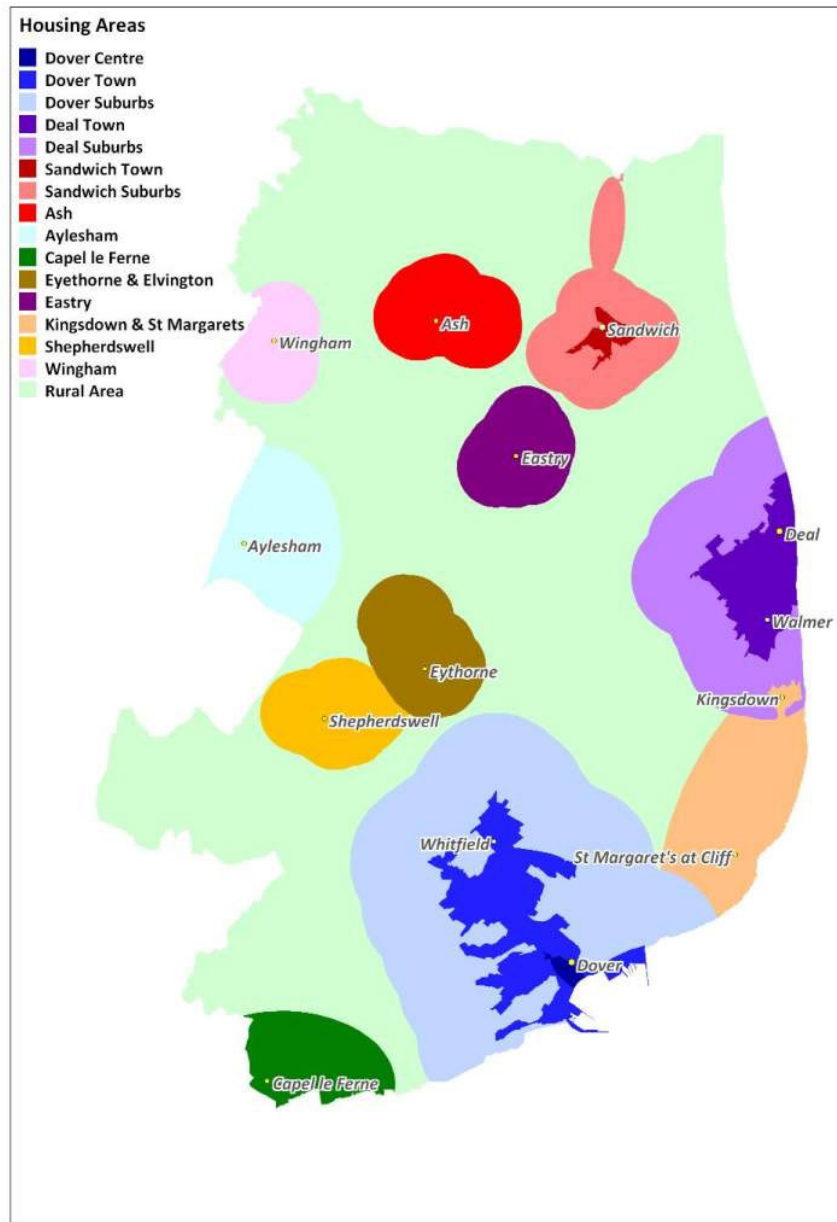 Housing Areas
Dover Centre
Dover Town
Dover Suburbs
Deal Town
Deal Suburbs
Sandwich Town
Sandwich Suburbs
Ash
Aylesham
Capel le Ferne
Eyethorne & Elvington
Eastry
Kingsdown & St Margarets
Shepherdswell
Wingham
Rural Area
Ash
Sandwich
Wingham
Eastry
Deal
Aylesham
Walmer
Eythorne
Kingsdown
Shepherdswell
Whitfield
St Margaret's at Cliff
Dover
Capel le Ferne